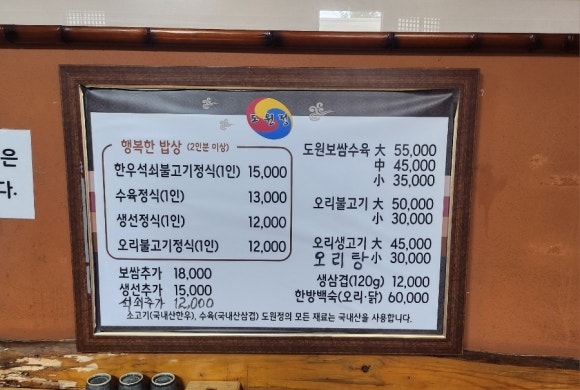 은
다.
도원정
행복한 밥상 (2인분 이상)
한우석쇠불고기정식(1인) 15,000
수육정식(1인) 13,000
생선정식(1인) 12,000
오리불고기정식(1인) 12,000
보쌈추가 18,000
생선추가 15,000
석쇠추가 12,000
도원보쌈수육 大 55,000
中 45,000
小 35,000
오리불고기 大 50,000
小 30,000
오리생고기 大 45,000
오리탕 小 30,000
생삼겹(120g) 12,000
한방백숙(오리·닭) 60,000
소고기(국내산한우), 수육(국내산삼겹) 도원정의 모든 재료는 국내산을 사용합니다.